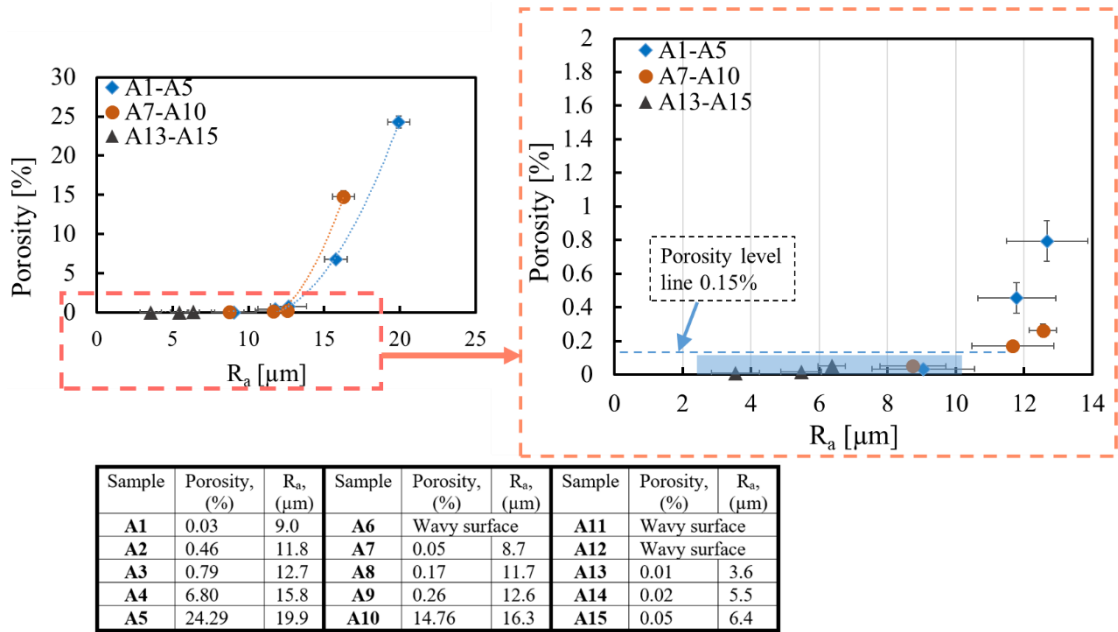 30
25
20
15
10
5
0
Porosity [%]
A1-A5
A7-A10
A13-A15
0 5 10 15 20 25
Rₐ [µm]
2
1.8
1.6
1.4
1.2
1
0.8
0.6
0.4
0.2
0
Porosity [%]
A1-A5
A7-A10
A13-A15
Porosity level
line 0.15%
0 2 4 6 8 10 12 14
Rₐ [µm]
Sample Porosity, (%) Rₐ, (µm) Sample Porosity, (%) Rₐ, (µm) Sample Porosity, (%) Rₐ, (µm)
A1 0.03 9.0 A6 Wavy surface A11 Wavy surface
A2 0.46 11.8 A7 0.05 8.7 A12 Wavy surface
A3 0.79 12.7 A8 0.17 11.7 A13 0.01 3.6
A4 6.80 15.8 A9 0.26 12.6 A14 0.02 5.5
A5 24.29 19.9 A10 14.76 16.3 A15 0.05 6.4